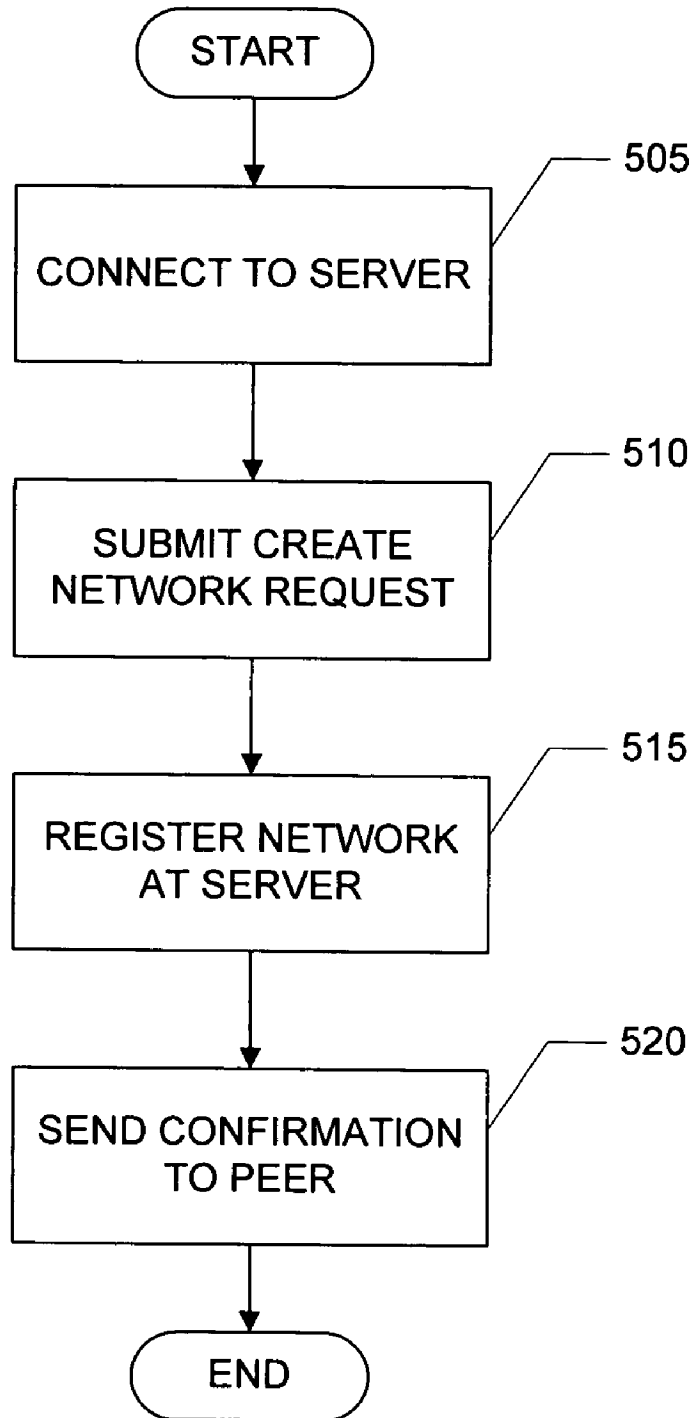 START
505
CONNECT TO SERVER
510
SUBMIT CREATE
NETWORK REQUEST
515
REGISTER NETWORK
AT SERVER
520
SEND CONFIRMATION
TO PEER
END